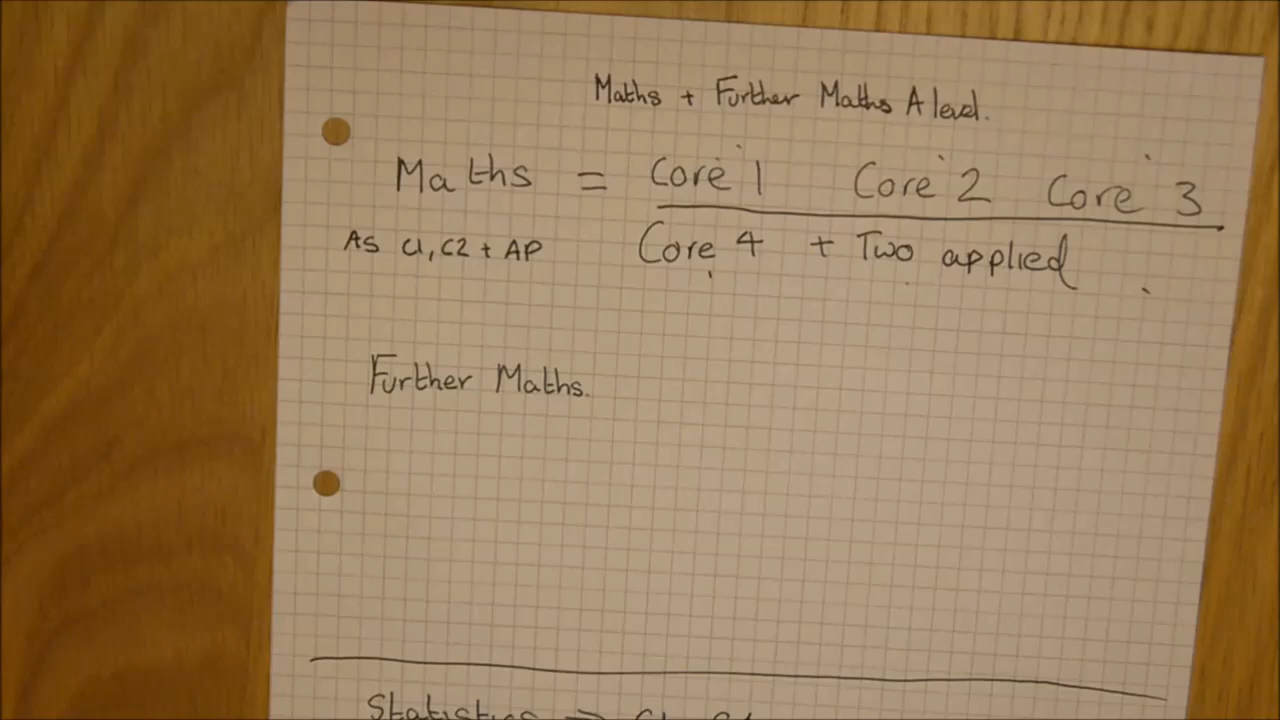 Maths + Further Maths A level.
Maths = Core 1 Core 2 Core 3
As C1, C2 + AP Core 4 + Two applied
Further Maths.
Statistics